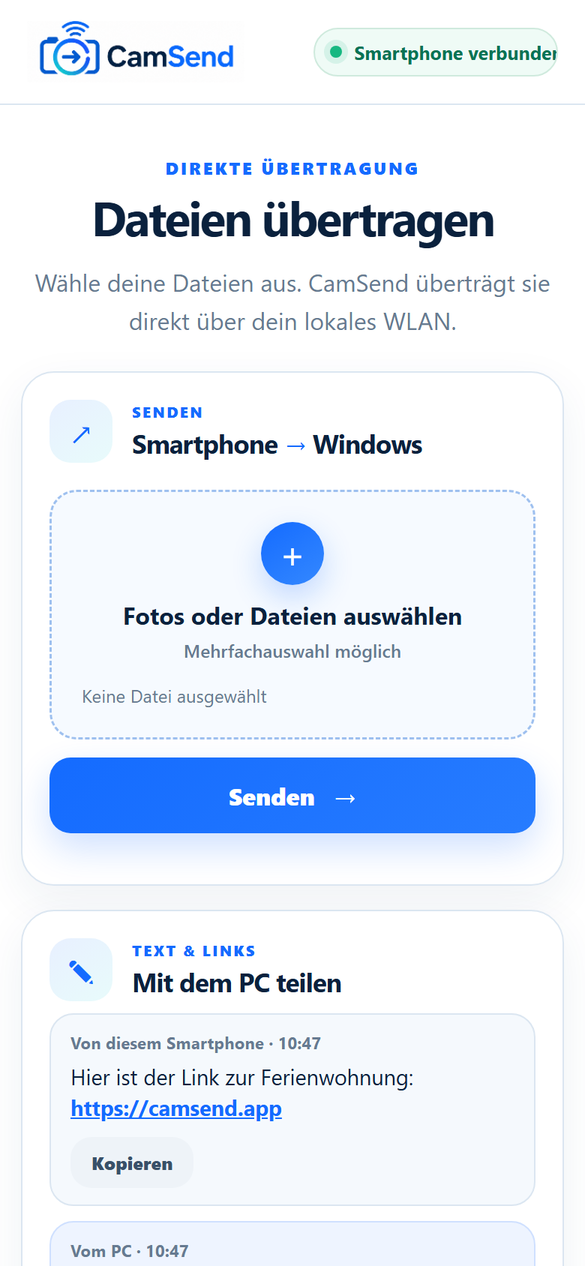 CamSend
Smartphone verbunden
DIREKTE ÜBERTRAGUNG
Dateien übertragen
Wähle deine Dateien aus. CamSend überträgt sie
direkt über dein lokales WLAN.
SENDEN
Smartphone → Windows
Fotos oder Dateien auswählen
Mehrfachauswahl möglich
Keine Datei ausgewählt
Senden →
TEXT & LINKS
Mit dem PC teilen
Von diesem Smartphone · 10:47
Hier ist der Link zur Ferienwohnung:
https://camsend.app
Kopieren
Vom PC · 10:47